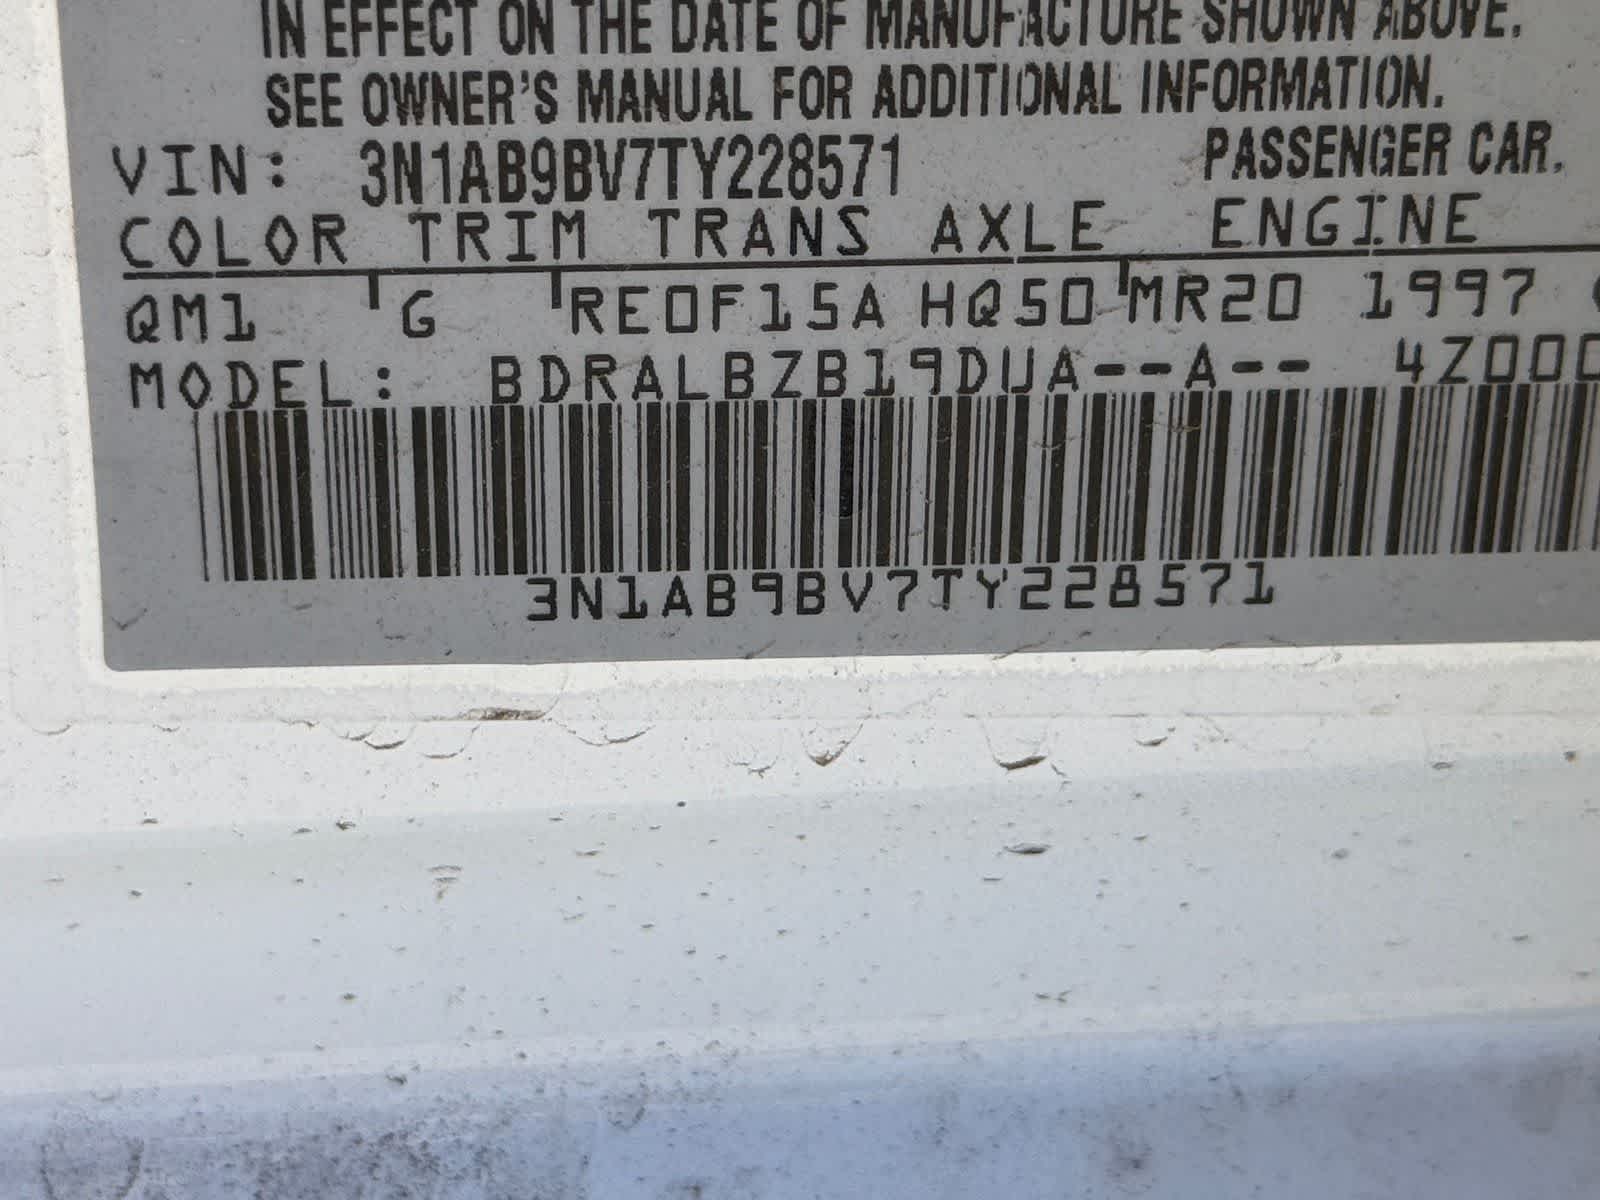 IN EFFECT ON THE DATE OF MANUFACTURE SHOWN ABOVE.
SEE OWNER'S MANUAL FOR ADDITIONAL INFORMATION.
VIN: 3N1AB9BV7TY228571 PASSENGER CAR.
COLOR TRIM TRANS AXLE ENGINE
QM1 G RE0F15A HQ50 MR20 1997
MODEL: BDRALBZB19DUA--A-- 4Z000
3N1AB9BV7TY228571